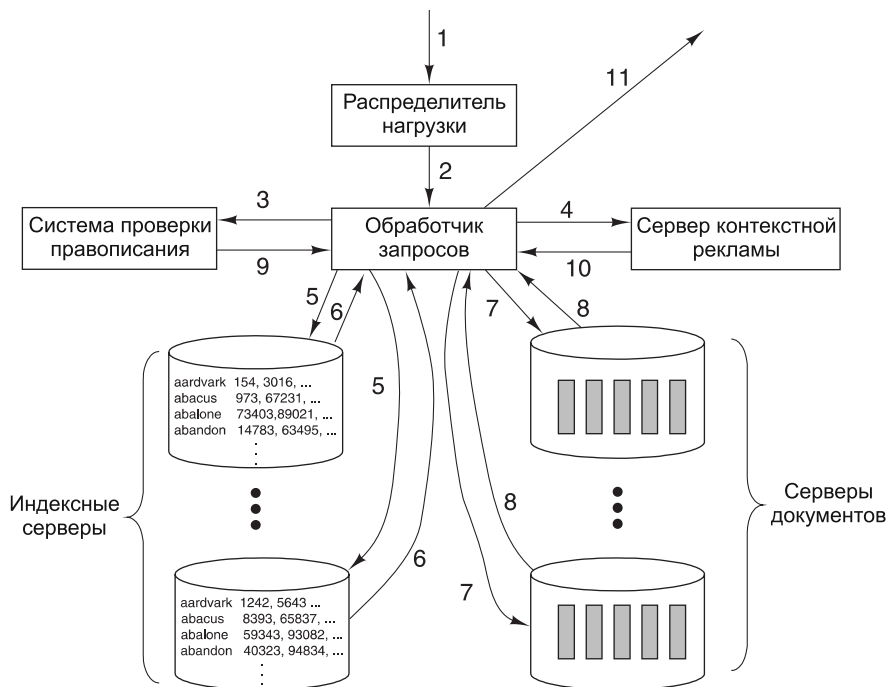 1
11
Распределитель
нагрузки
2
3
4
Система проверки
правописания
Обработчик
запросов
Сервер контекстной
рекламы
9
10
5
6
7
8
aardvark 154, 3016, ...
abacus 973, 67231, ...
abalone 73403,89021, ...
abandon 14783, 63495, ...
5
Индексные
серверы
8
Серверы
документов
6
7
aardvark 1242, 5643 ...
abacus 8393, 65837, ...
abalone 59343, 93082, ...
abandon 40323, 94834, ...